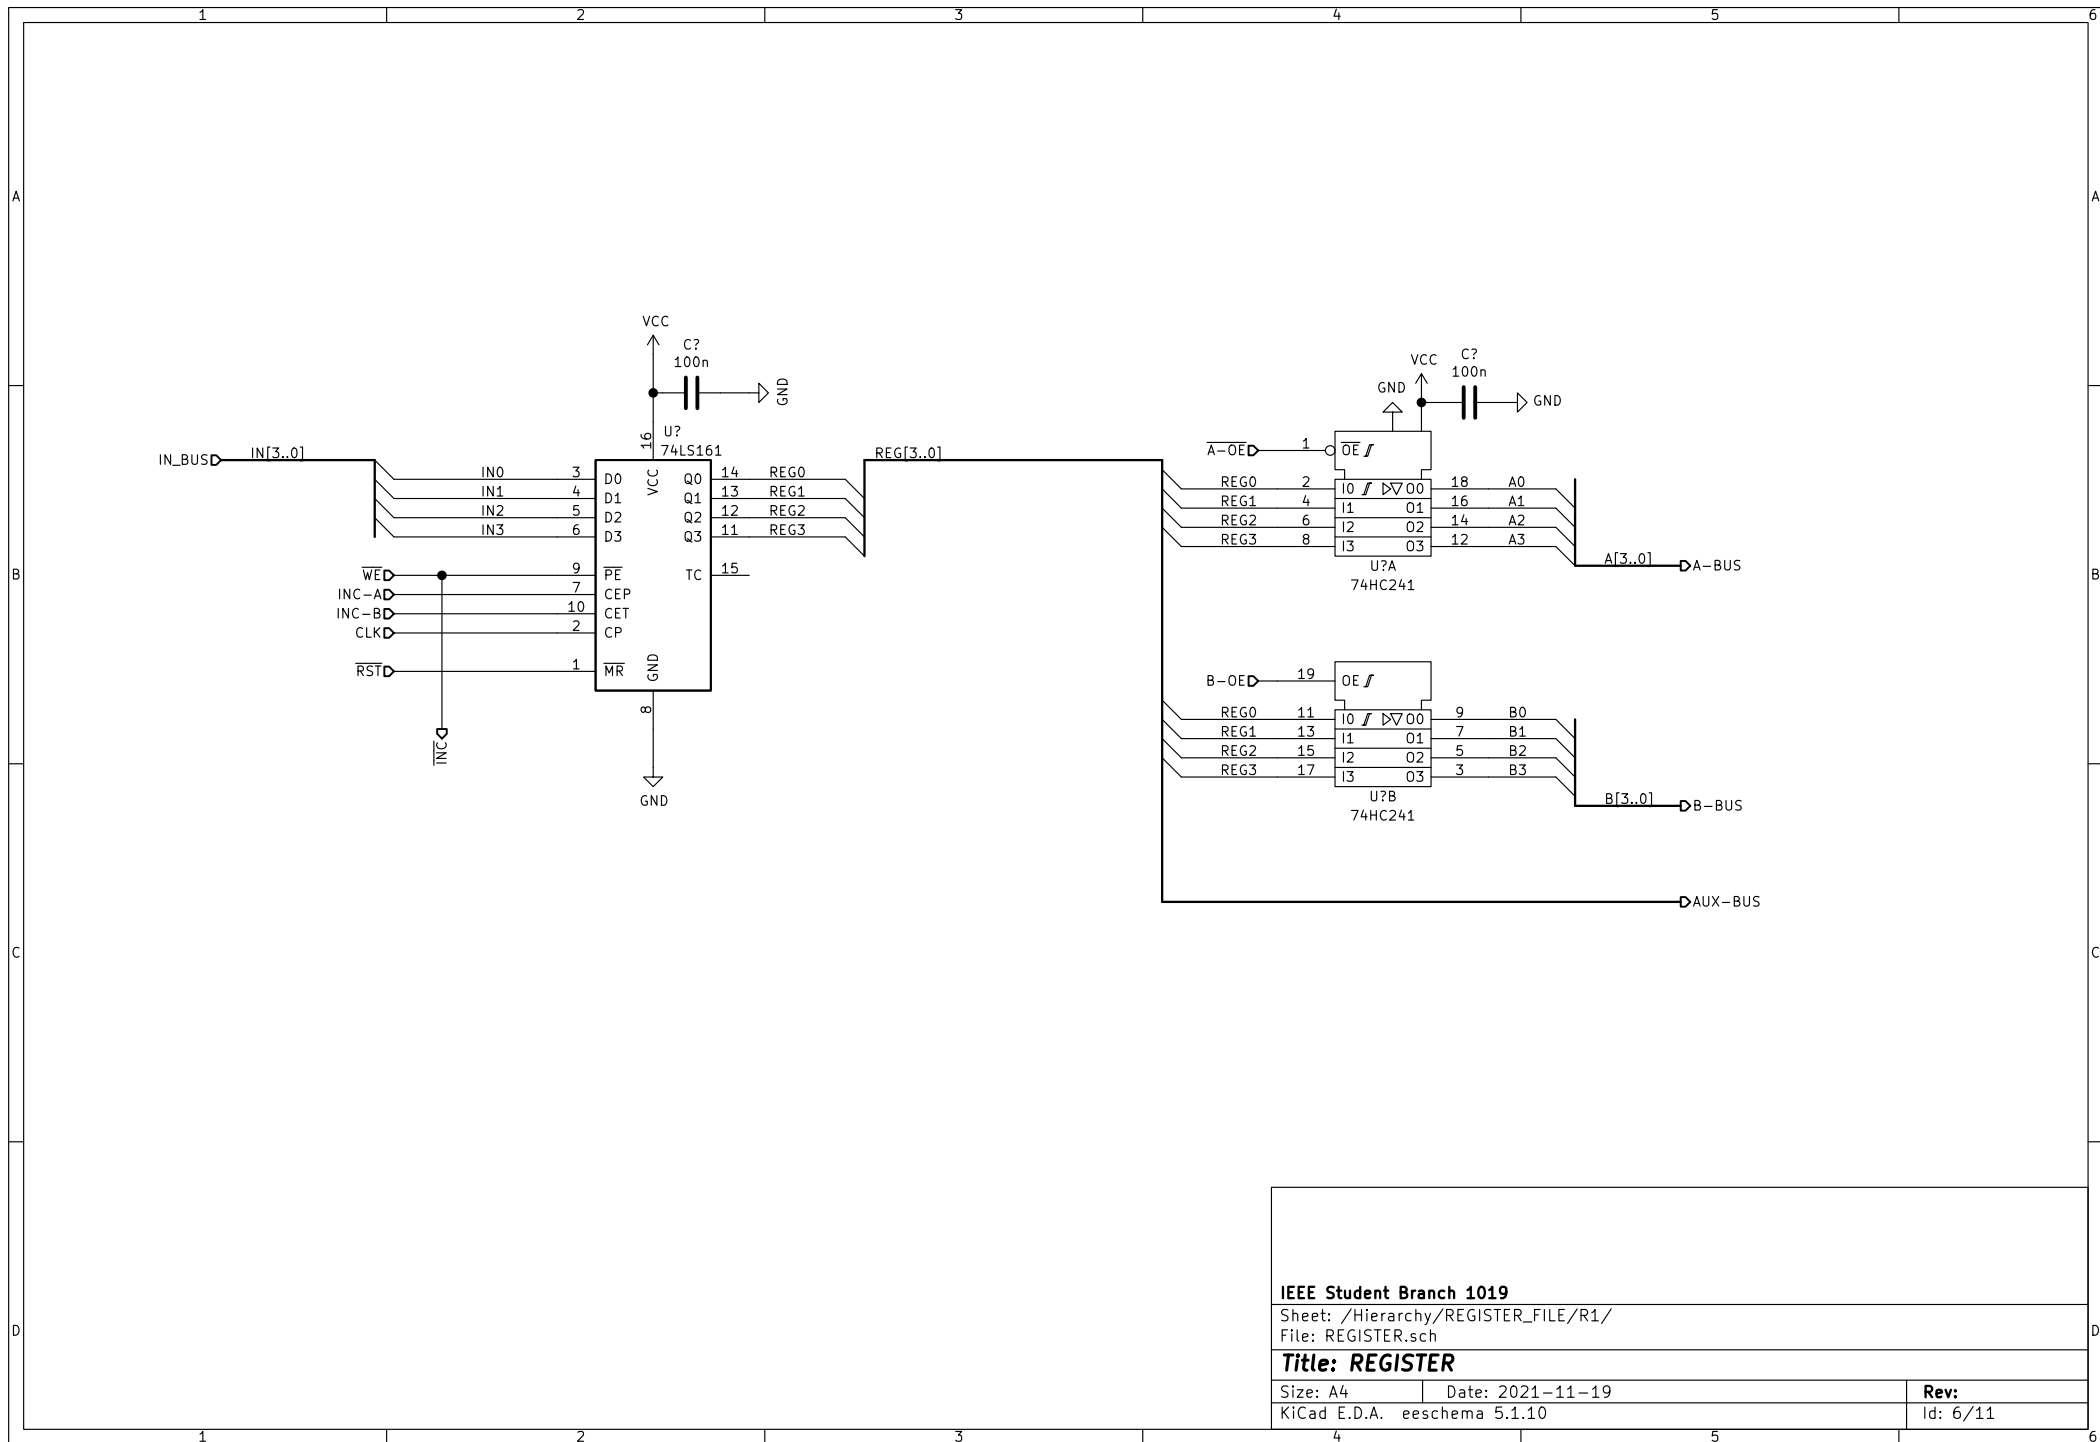 1 2 3 4 5 6
A A
B B
C C
D D
VCC
C?
100n
GND
U?
74LS161
16
VCC
IN_BUS
IN[3..0]
IN0 3 D0 Q0 14 REG0
IN1 4 D1 Q1 13 REG1
IN2 5 D2 Q2 12 REG2
IN3 6 D3 Q3 11 REG3
WE 9 PE TC 15
INC-A 7 CEP
INC-B 10 CET
CLK 2 CP
RST 1 MR
GND
8
INC
GND
REG[3..0]
VCC
C?
100n
GND
GND
A-OE 1 OE
REG0 2 I0 O0 18 A0
REG1 4 I1 O1 16 A1
REG2 6 I2 O2 14 A2
REG3 8 I3 O3 12 A3
U?A
74HC241
A[3..0]
A-BUS
B-OE 19 OE
REG0 11 I0 O0 9 B0
REG1 13 I1 O1 7 B1
REG2 15 I2 O2 5 B2
REG3 17 I3 O3 3 B3
U?B
74HC241
B[3..0]
B-BUS
AUX-BUS
IEEE Student Branch 1019
Sheet: /Hierarchy/REGISTER_FILE/R1/
File: REGISTER.sch
Title: REGISTER
Size: A4 Date: 2021-11-19 Rev:
KiCad E.D.A. eeschema 5.1.10 Id: 6/11
1 2 3 4 5 6